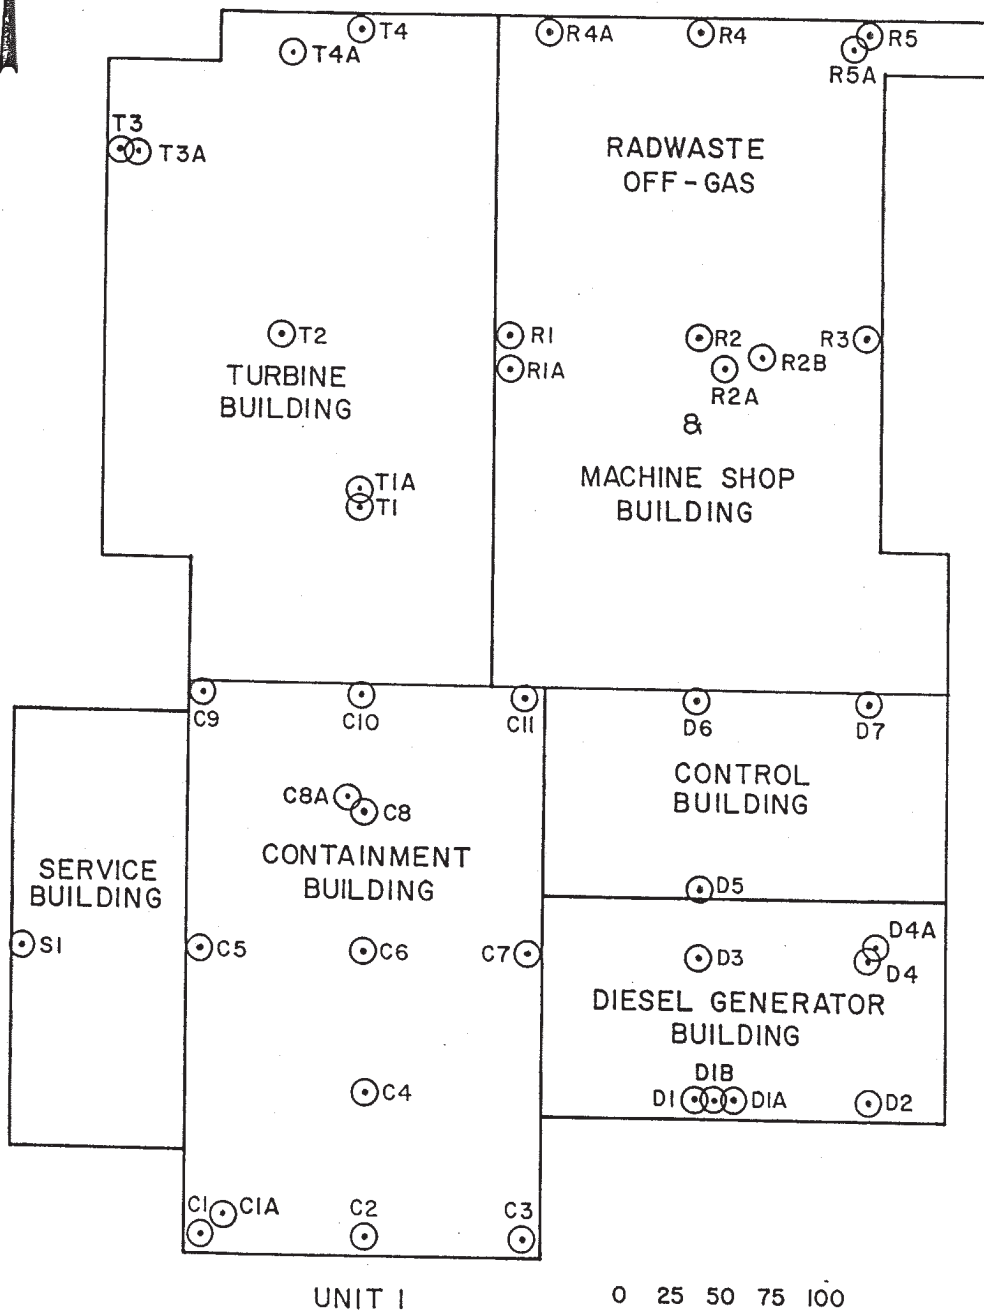 T4
R4A
R4
R5
T4A
R5A
T3
T3A
RADWASTE
OFF-GAS
T2
R1
R2
R3
R1A
R2B
R2A
TURBINE
BUILDING
&
MACHINE SHOP
BUILDING
T1A
T1
C9
C10
C11
D6
D7
CONTROL
BUILDING
C8A
C8
CONTAINMENT
BUILDING
SERVICE
BUILDING
D5
D4A
S1
C5
C6
C7
D3
D4
DIESEL GENERATOR
BUILDING
D1B
C4
D1
D1A
D2
C1
C1A
C2
C3
UNIT I
0 25 50 75 100